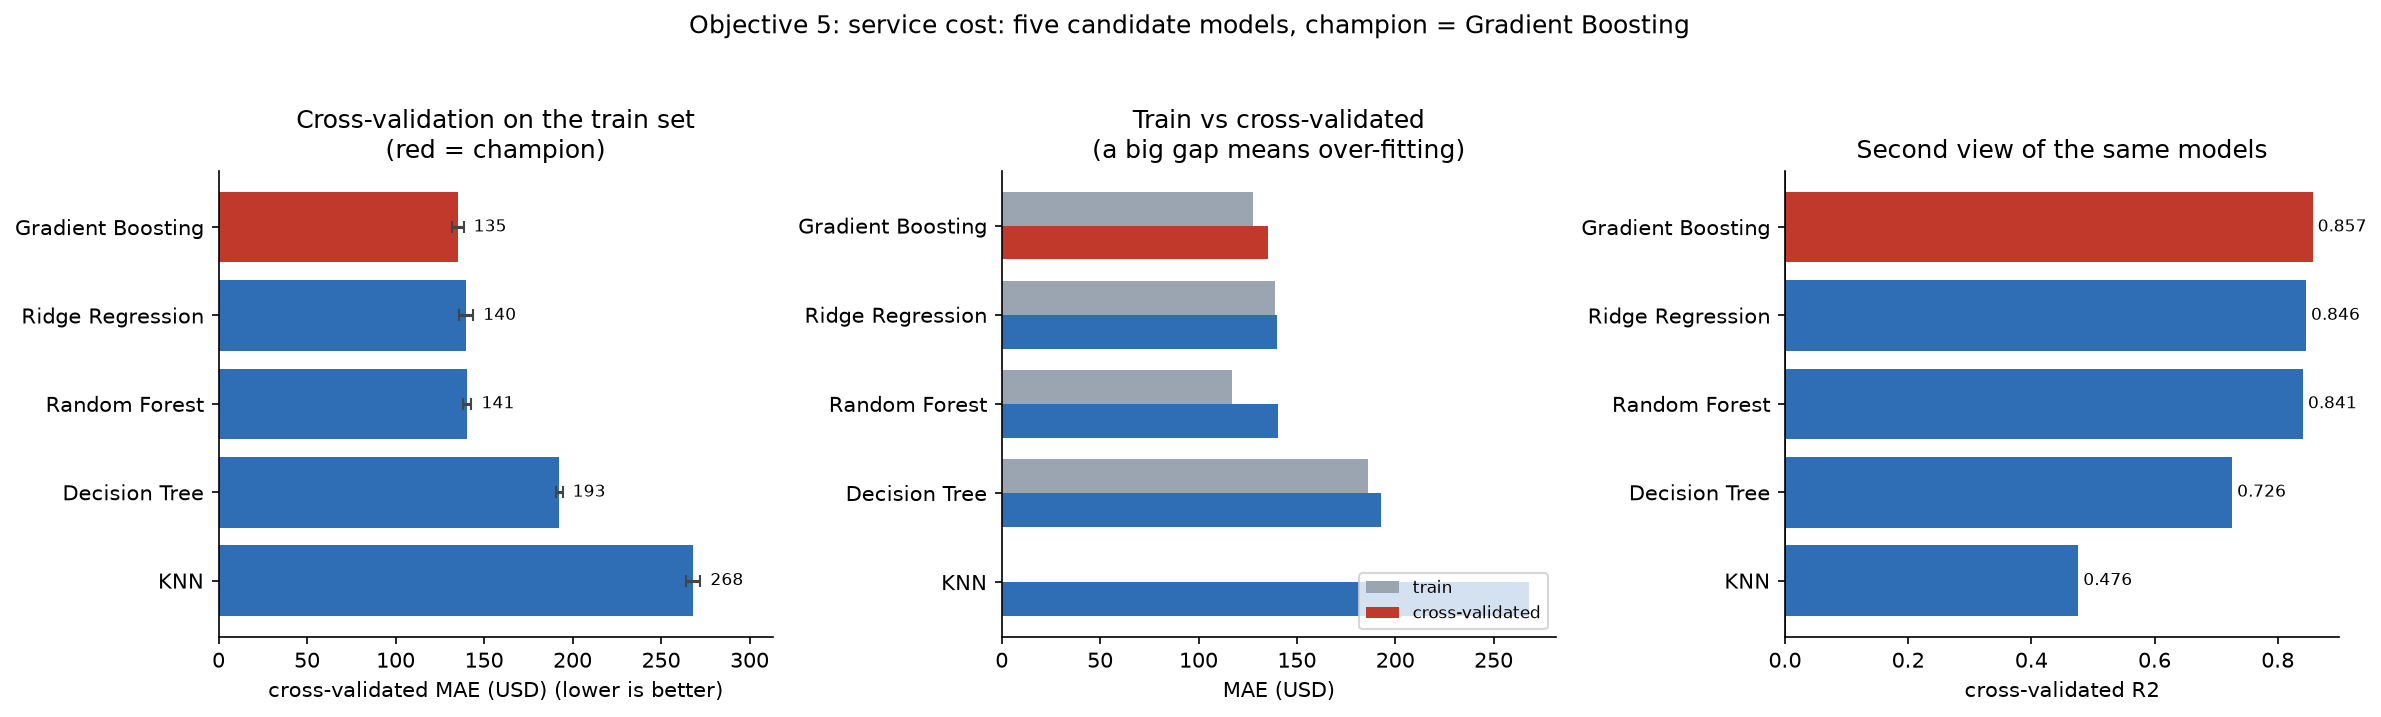 Objective 5: service cost: five candidate models, champion = Gradient Boosting
Cross-validation on the train set
(red = champion)
Gradient Boosting
Ridge Regression
Random Forest
Decision Tree
KNN
135
140
141
193
268
0 50 100 150 200 250 300
cross-validated MAE (USD) (lower is better)
Train vs cross-validated
(a big gap means over-fitting)
Gradient Boosting
Ridge Regression
Random Forest
Decision Tree
KNN
train
cross-validated
0 50 100 150 200 250
MAE (USD)
Second view of the same models
Gradient Boosting
Ridge Regression
Random Forest
Decision Tree
KNN
0.857
0.846
0.841
0.726
0.476
0.0 0.2 0.4 0.6 0.8
cross-validated R2